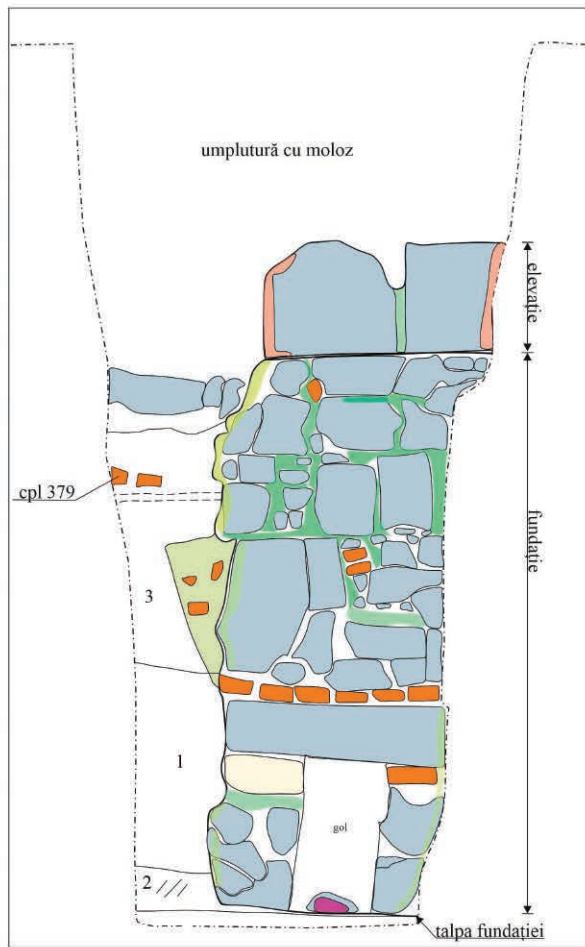 umplutură cu moloz
elevație
cpl 379
fundație
3
1
gol
2
talpa fundației